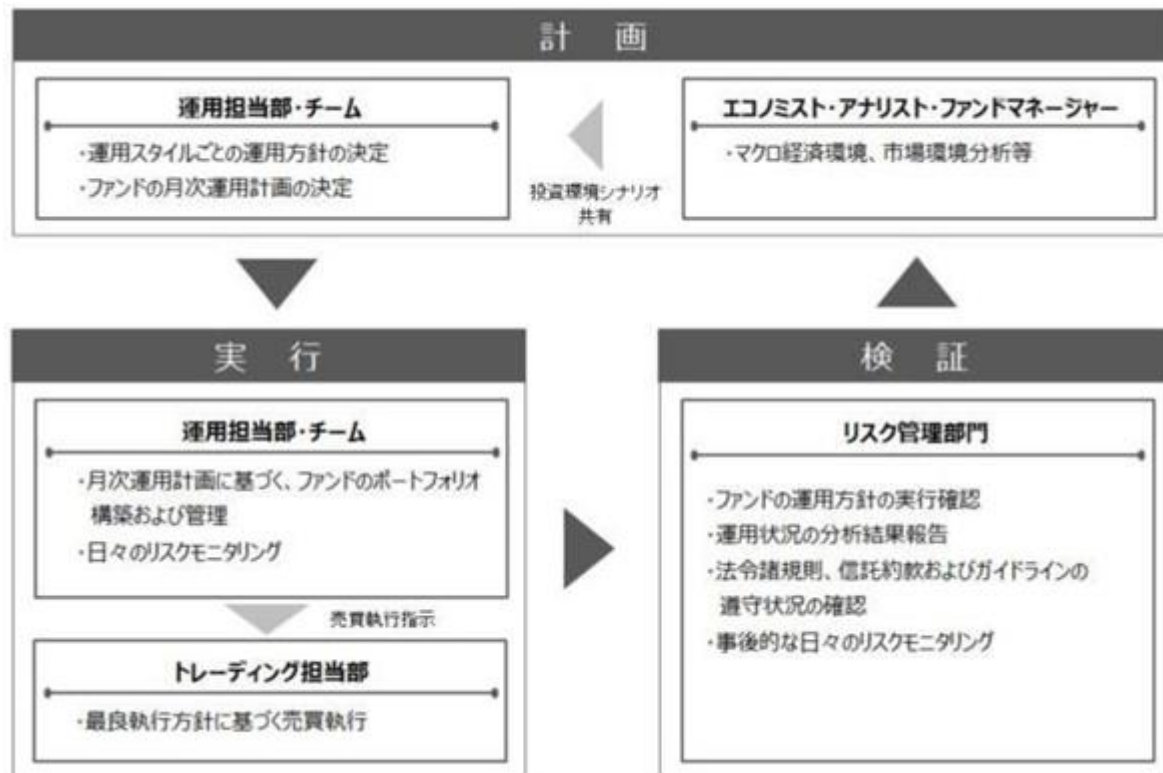 計 画
運用担当部・チーム
・運用スタイルごとの運用方針の決定
・ファンドの月次運用計画の決定
投資環境シナリオ
共有
エコノミスト・アナリスト・ファンドマネージャー
・マクロ経済環境、市場環境分析等
実 行
運用担当部・チーム
・月次運用計画に基づく、ファンドのポートフォリオ
構築および管理
・日々のリスクモニタリング
売買執行指示
トレーディング担当部
・最良執行方針に基づく売買執行
検 証
リスク管理部門
・ファンドの運用方針の実行確認
・運用状況の分析結果報告
・法令諸規則、信託約款およびガイドラインの
遵守状況の確認
・事後的な日々のリスクモニタリング